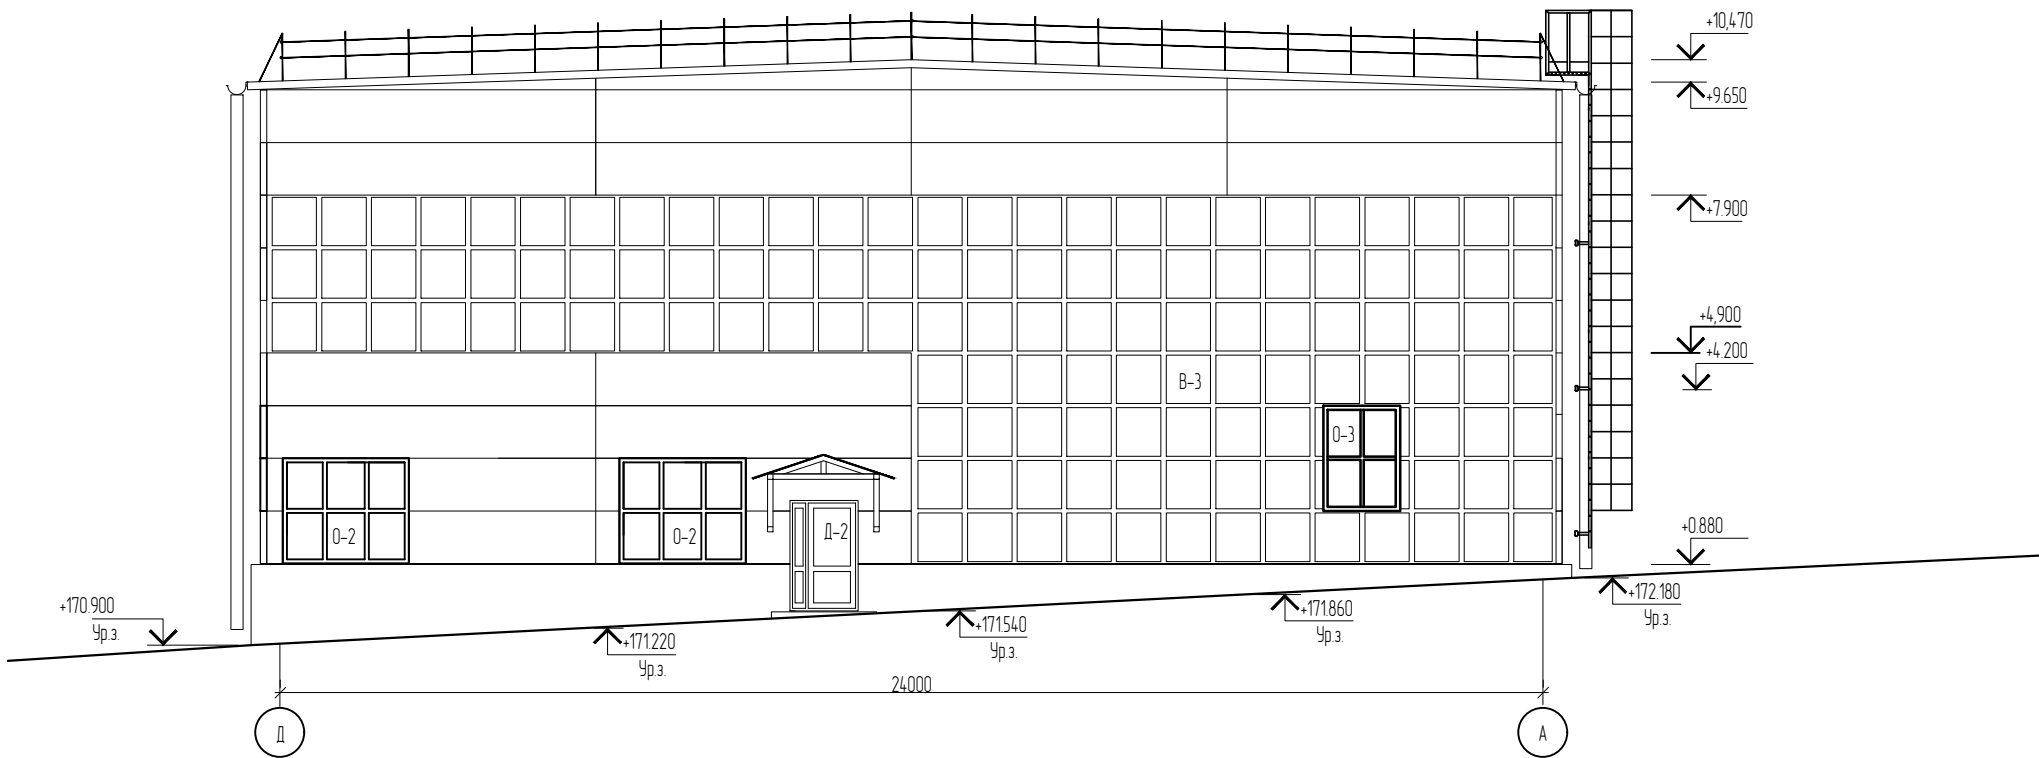 +10,470
+9.650
+7.900
+4,900
+4.200
В-3
О-3
О-2
О-2
Д-2
+0.880
+170.900
Ур.з.
+171.220
Ур.з.
+171.540
Ур.з.
+171.860
Ур.з.
+172.180
Ур.з.
24000
Д
А